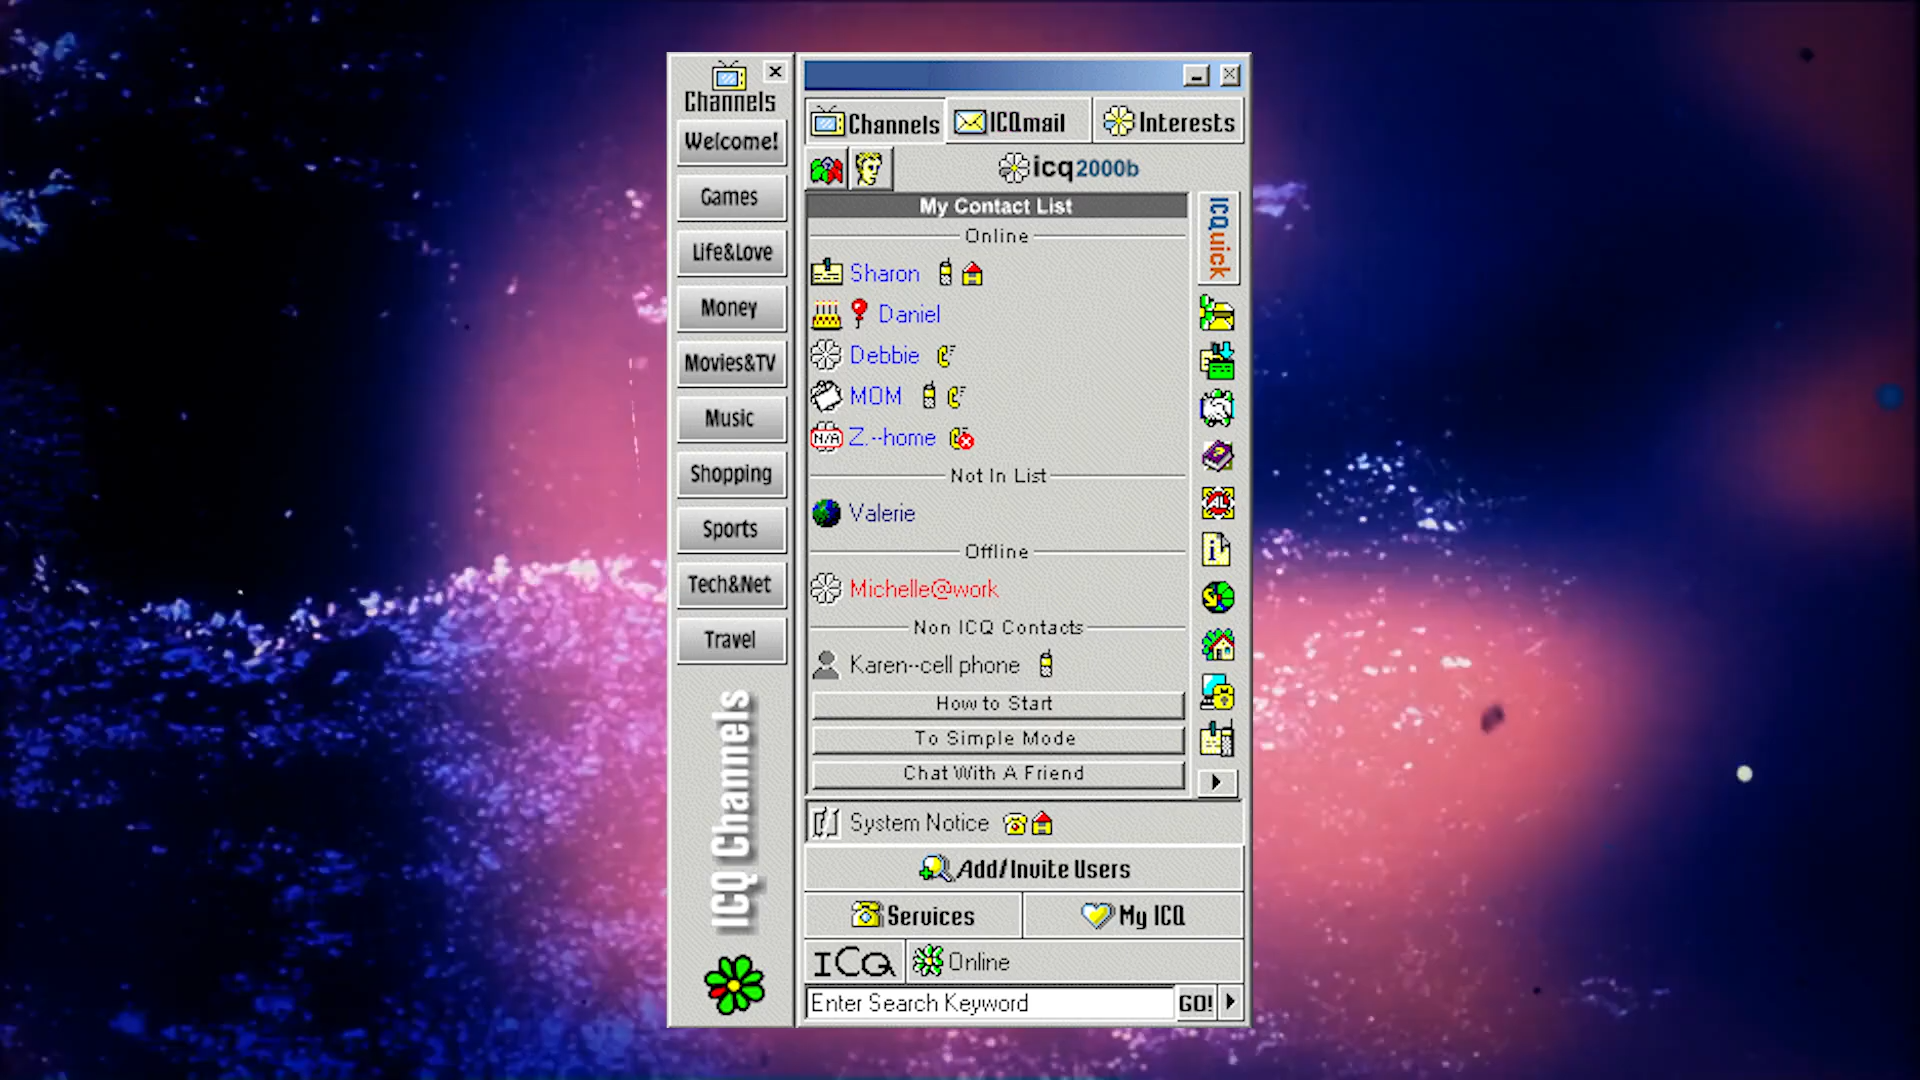 Channels
Welcome!
Games
Life&Love
Money
Movies&TV
Music
Shopping
Sports
Tech&Net
Travel
ICQ Channels
Channels
ICQmail
Interests
icq2000b
My Contact List
Online
Sharon
Daniel
Debbie
MOM
N/A Z.--home
Not In List
Valerie
Offline
Michelle@work
Non ICQ Contacts
Karen--cell phone
How to Start
To Simple Mode
Chat With A Friend
ICQuick
System Notice
Add/Invite Users
Services
My ICQ
ICQ
Online
Enter Search Keyword
GO!